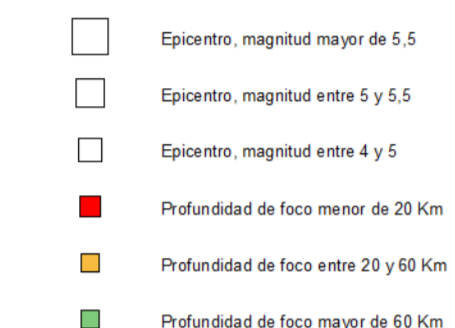 Epicentro, magnitud mayor de 5,5
Epicentro, magnitud entre 5 y 5,5
Epicentro, magnitud entre 4 y 5
Profundidad de foco menor de 20 Km
Profundidad de foco entre 20 y 60 Km
Profundidad de foco mayor de 60 Km